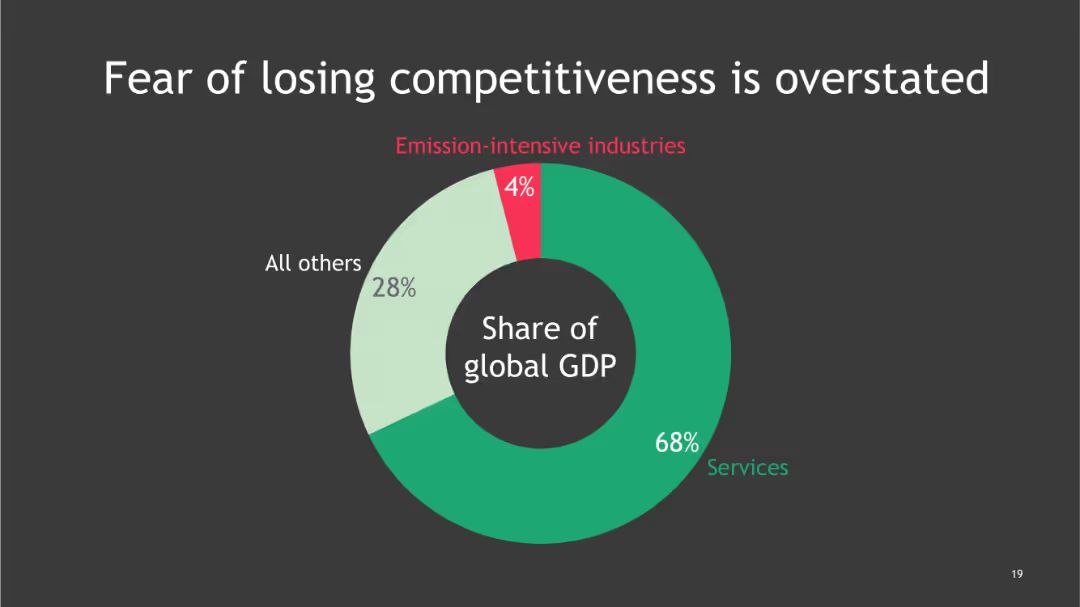 Fear of losing competitiveness is overstated
Emission-intensive industries
4%
All others
28%
Share of
global GDP
68%
Services
19